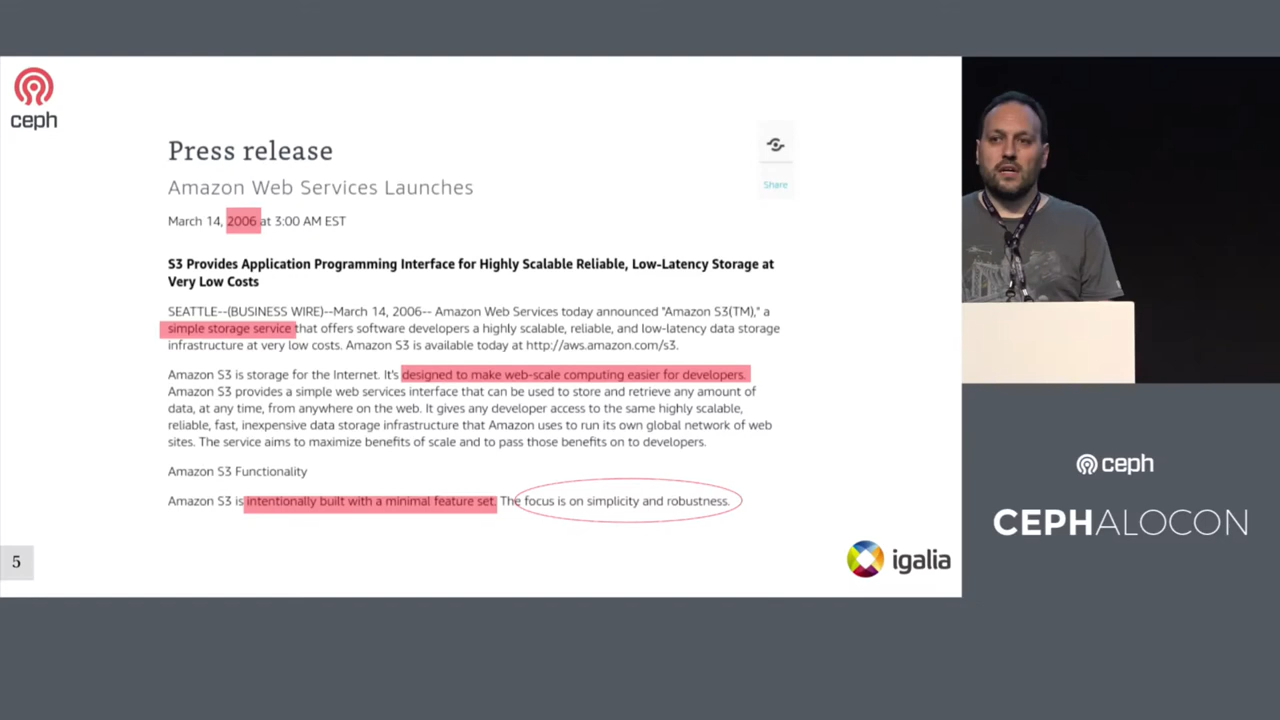 ceph
Press release
Amazon Web Services Launches
Share
March 14, 2006 at 3:00 AM EST
S3 Provides Application Programming Interface for Highly Scalable Reliable, Low-Latency Storage at
Very Low Costs
SEATTLE--(BUSINESS WIRE)--March 14, 2006-- Amazon Web Services today announced "Amazon S3(TM)," a
simple storage service that offers software developers a highly scalable, reliable, and low-latency data storage
infrastructure at very low costs. Amazon S3 is available today at http://aws.amazon.com/s3.
Amazon S3 is storage for the Internet. It's designed to make web-scale computing easier for developers.
Amazon S3 provides a simple web services interface that can be used to store and retrieve any amount of
data, at any time, from anywhere on the web. It gives any developer access to the same highly scalable,
reliable, fast, inexpensive data storage infrastructure that Amazon uses to run its own global network of web
sites. The service aims to maximize benefits of scale and to pass those benefits on to developers.
Amazon S3 Functionality
Amazon S3 is intentionally built with a minimal feature set. The focus is on simplicity and robustness.
5
igalia
ceph
CEPHALOCON